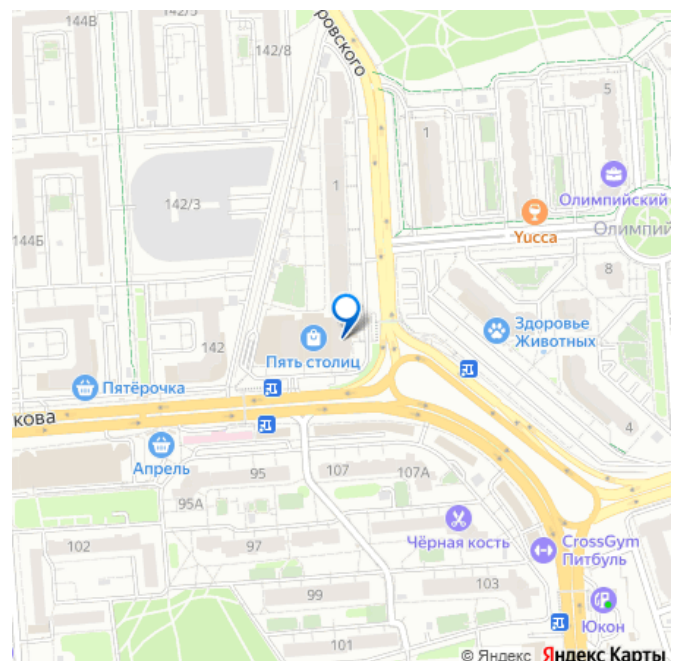 144В
142/8
ровского
5
1
1
142/3
Олимпийский
Yucca
Олимпий
144Б
8
Здоровье
Животных
142
Пять столиц
Пятёрочка
кова
4
Апрель
95
107
107А
95А
Чёрная кость
CrossGym
Питбуль
102
97
103
99
Юкон
101
© Яндекс Яндекс Карты